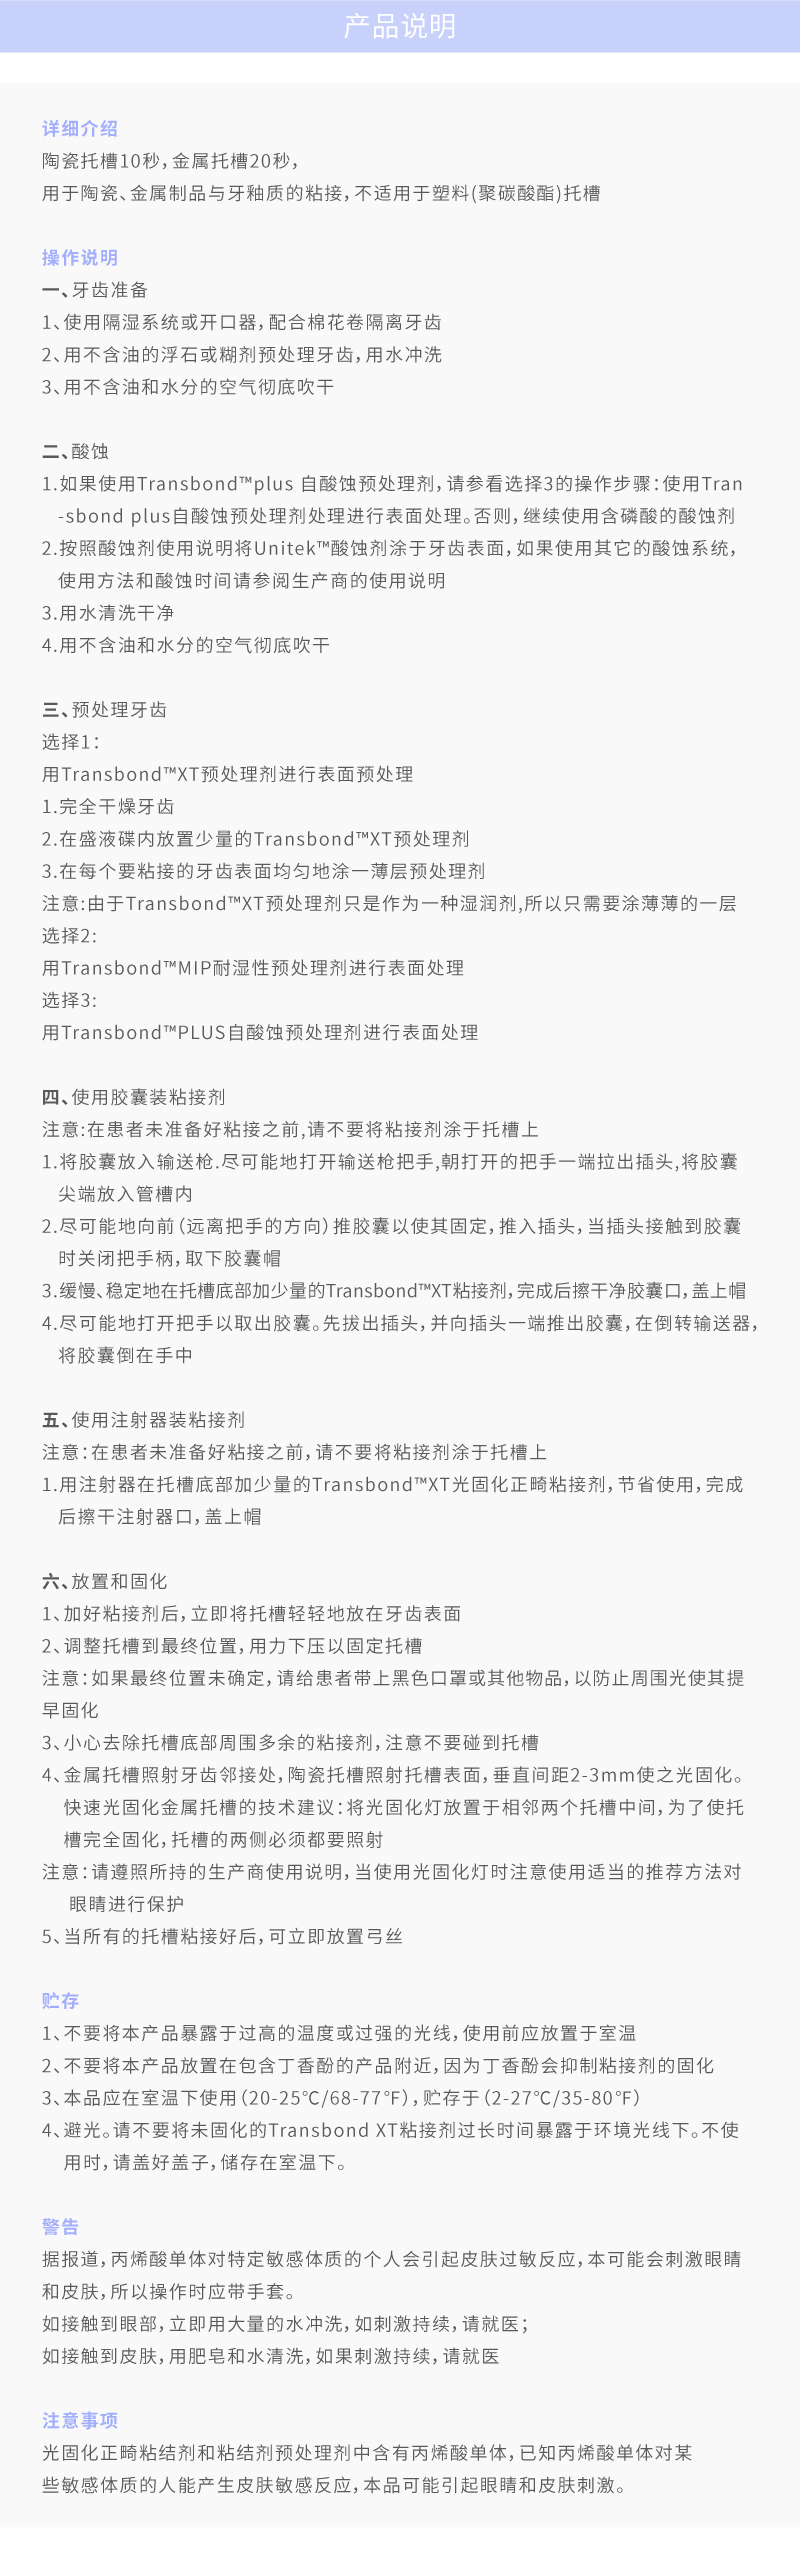 产品说明
详细介绍
陶瓷托槽10秒，金属托槽20秒，
用于陶瓷、金属制品与牙釉质的粘接，不适用于塑料(聚碳酸酯)托槽
操作说明
一、牙齿准备
1、使用隔湿系统或开口器，配合棉花卷隔离牙齿
2、用不含油的浮石或糊剂预处理牙齿，用水冲洗
3、用不含油和水分的空气彻底吹干
二、酸蚀
1.如果使用Transbond™plus 自酸蚀预处理剂，请参看选择3的操作步骤：使用Tran
-sbond plus自酸蚀预处理剂处理进行表面处理。否则，继续使用含磷酸的酸蚀剂
2.按照酸蚀剂使用说明将Unitek™酸蚀剂涂于牙齿表面，如果使用其它的酸蚀系统，
使用方法和酸蚀时间请参阅生产商的使用说明
3.用水清洗干净
4.用不含油和水分的空气彻底吹干
三、预处理牙齿
选择1：
用Transbond™XT预处理剂进行表面预处理
1.完全干燥牙齿
2.在盛液碟内放置少量的Transbond™XT预处理剂
3.在每个要粘接的牙齿表面均匀地涂一薄层预处理剂
注意:由于Transbond™XT预处理剂只是作为一种湿润剂,所以只需要涂薄薄的一层
选择2:
用Transbond™MIP耐湿性预处理剂进行表面处理
选择3:
用Transbond™PLUS自酸蚀预处理剂进行表面处理
四、使用胶囊装粘接剂
注意:在患者未准备好粘接之前,请不要将粘接剂涂于托槽上
1.将胶囊放入输送枪.尽可能地打开输送枪把手,朝打开的把手一端拉出插头,将胶囊
尖端放入管槽内
2.尽可能地向前（远离把手的方向）推胶囊以使其固定，推入插头，当插头接触到胶囊
时关闭把手柄，取下胶囊帽
3.缓慢、稳定地在托槽底部加少量的Transbond™XT粘接剂，完成后擦干净胶囊口，盖上帽
4.尽可能地打开把手以取出胶囊。先拔出插头，并向插头一端推出胶囊，在倒转输送器，
将胶囊倒在手中
五、使用注射器装粘接剂
注意：在患者未准备好粘接之前，请不要将粘接剂涂于托槽上
1.用注射器在托槽底部加少量的Transbond™XT光固化正畸粘接剂，节省使用，完成
后擦干注射器口，盖上帽
六、放置和固化
1、加好粘接剂后，立即将托槽轻轻地放在牙齿表面
2、调整托槽到最终位置，用力下压以固定托槽
注意：如果最终位置未确定，请给患者带上黑色口罩或其他物品，以防止周围光使其提
早固化
3、小心去除托槽底部周围多余的粘接剂，注意不要碰到托槽
4、金属托槽照射牙齿邻接处，陶瓷托槽照射托槽表面，垂直间距2-3mm使之光固化。
快速光固化金属托槽的技术建议：将光固化灯放置于相邻两个托槽中间，为了使托
槽完全固化，托槽的两侧必须都要照射
注意：请遵照所持的生产商使用说明，当使用光固化灯时注意使用适当的推荐方法对
眼睛进行保护
5、当所有的托槽粘接好后，可立即放置弓丝
贮存
1、不要将本产品暴露于过高的温度或过强的光线，使用前应放置于室温
2、不要将本产品放置在包含丁香酚的产品附近，因为丁香酚会抑制粘接剂的固化
3、本品应在室温下使用（20-25℃/68-77℉），贮存于（2-27℃/35-80℉）
4、避光。请不要将未固化的Transbond XT粘接剂过长时间暴露于环境光线下。不使
用时，请盖好盖子，储存在室温下。
警告
据报道，丙烯酸单体对特定敏感体质的个人会引起皮肤过敏反应，本可能会刺激眼睛
和皮肤，所以操作时应带手套。
如接触到眼部，立即用大量的水冲洗，如刺激持续，请就医；
如接触到皮肤，用肥皂和水清洗，如果刺激持续，请就医
注意事项
光固化正畸粘结剂和粘结剂预处理剂中含有丙烯酸单体，已知丙烯酸单体对某
些敏感体质的人能产生皮肤敏感反应，本品可能引起眼睛和皮肤刺激。